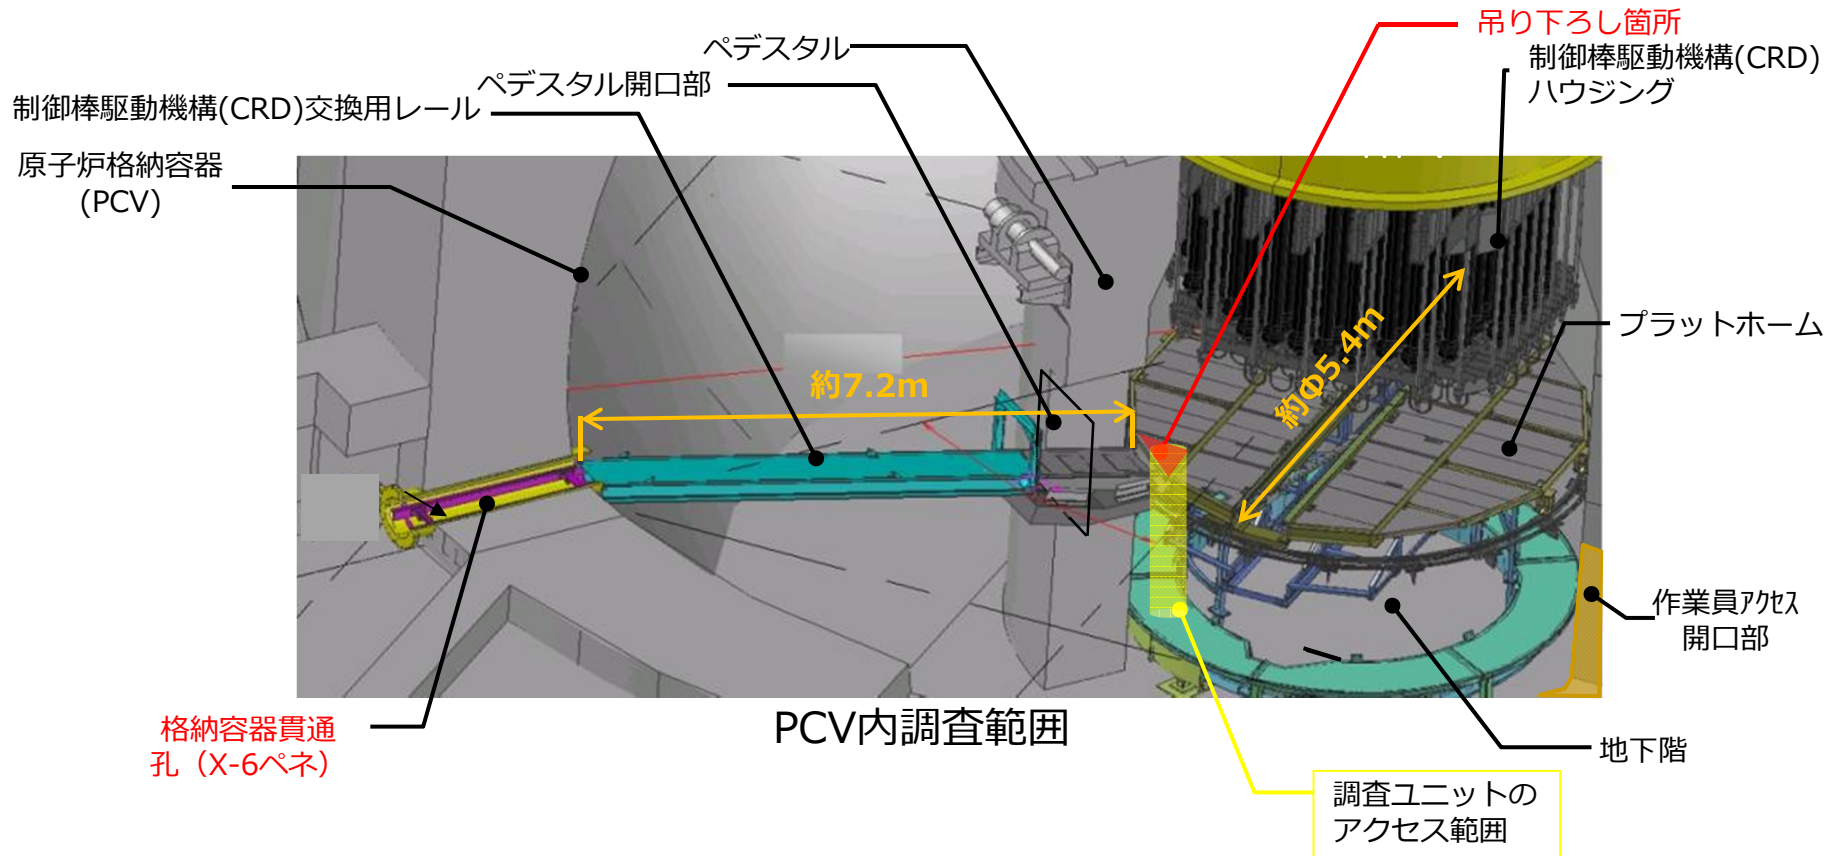 吊り下ろし箇所
ペデスタル
制御棒駆動機構(CRD)
ハウジング
ペデスタル開口部
制御棒駆動機構(CRD)交換用レール
原子炉格納容器
(PCV)
プラットホーム
約7.2m
約Φ5.4m
作業員ｱｸｾｽ
開口部
格納容器貫通
孔（X-6ペネ）
PCV内調査範囲
地下階
調査ユニットの
アクセス範囲